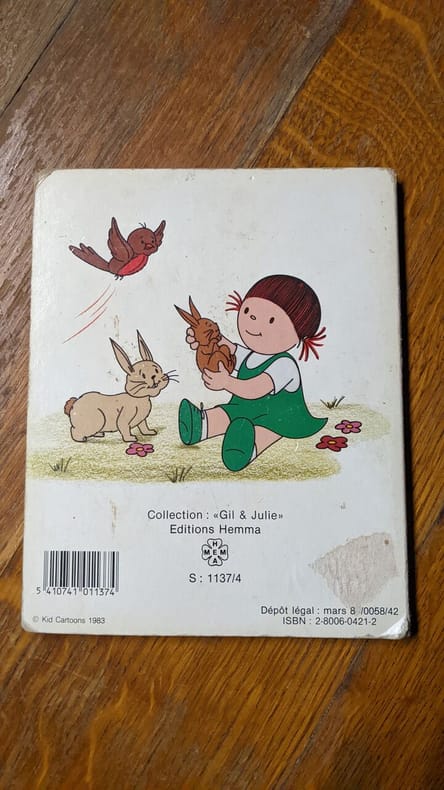 Collection : «Gil & Julie»
Editions Hemma
HEMMA
S : 1137/4
5 410741 011374
Dépôt légal : mars 8 /0058/42
ISBN : 2-8006-0421-2
© Kid Cartoons 1983